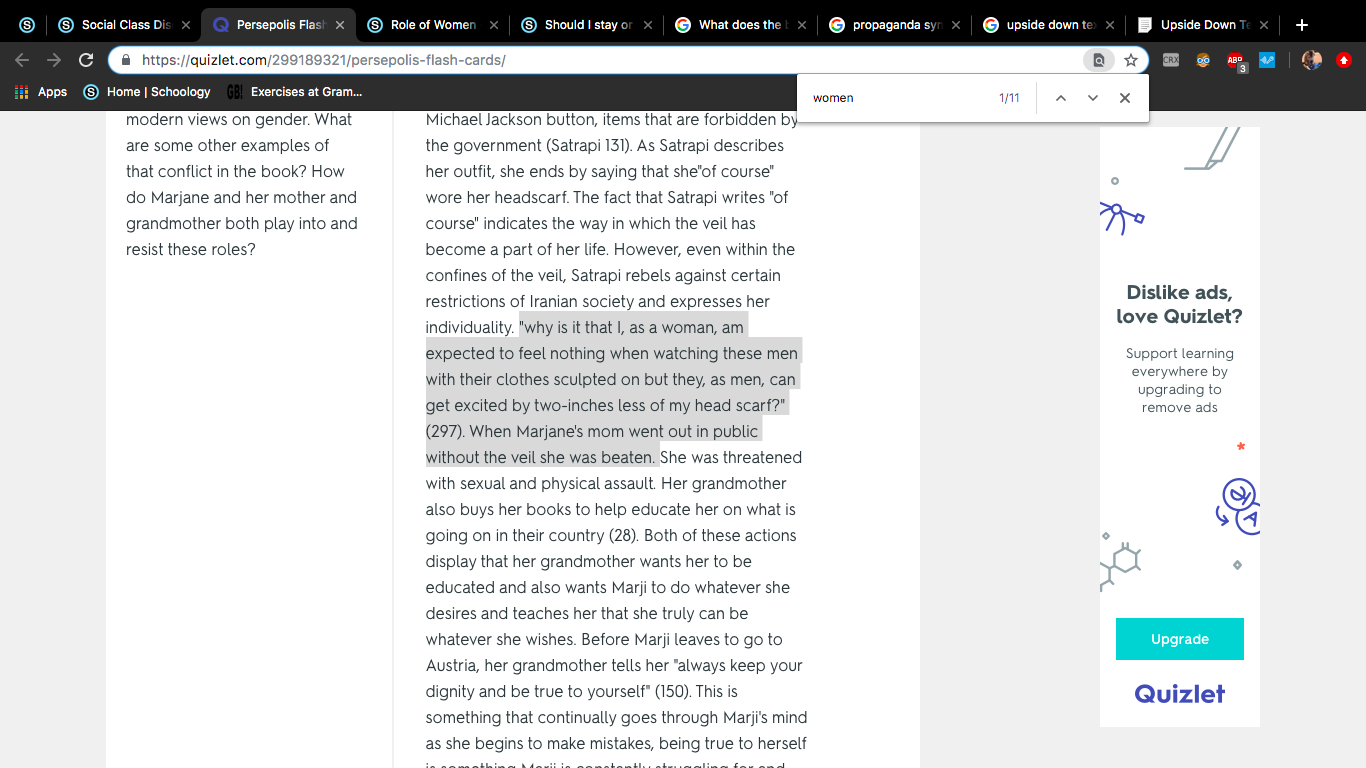 Social Class Dis
Persepolis Flash
Role of Women
Should I stay or
What does the b
propaganda syn
upside down te
Upside Down Te
https://quizlet.com/299189321/persepolis-flash-cards/
CRX
ABP
3
Apps
Home | Schoology
GB!
Exercises at Gram...
women
1/11
modern views on gender. What
are some other examples of
that conflict in the book? How
do Marjane and her mother and
grandmother both play into and
resist these roles?
Michael Jackson button, items that are forbidden by
the government (Satrapi 131). As Satrapi describes
her outfit, she ends by saying that she"of course"
wore her headscarf. The fact that Satrapi writes "of
course" indicates the way in which the veil has
become a part of her life. However, even within the
confines of the veil, Satrapi rebels against certain
restrictions of Iranian society and expresses her
individuality. "why is it that I, as a woman, am
expected to feel nothing when watching these men
with their clothes sculpted on but they, as men, can
get excited by two-inches less of my head scarf?"
(297). When Marjane's mom went out in public
without the veil she was beaten. She was threatened
with sexual and physical assault. Her grandmother
also buys her books to help educate her on what is
going on in their country (28). Both of these actions
display that her grandmother wants her to be
educated and also wants Marji to do whatever she
desires and teaches her that she truly can be
whatever she wishes. Before Marji leaves to go to
Austria, her grandmother tells her "always keep your
dignity and be true to yourself" (150). This is
something that continually goes through Marji's mind
as she begins to make mistakes, being true to herself
is something Marji is constantly struggling for and
Dislike ads,
love Quizlet?
Support learning
everywhere by
upgrading to
remove ads
Upgrade
Quizlet